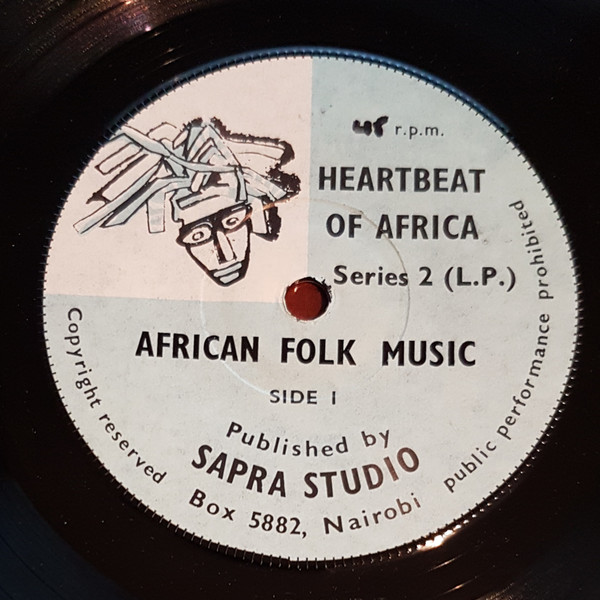 45 r.p.m.
HEARTBEAT
OF AFRICA
Series 2 (L.P.)
AFRICAN FOLK MUSIC
SIDE I
Published by
SAPRA STUDIO
Box 5882, Nairobi
Copyright reserved
public performance prohibited